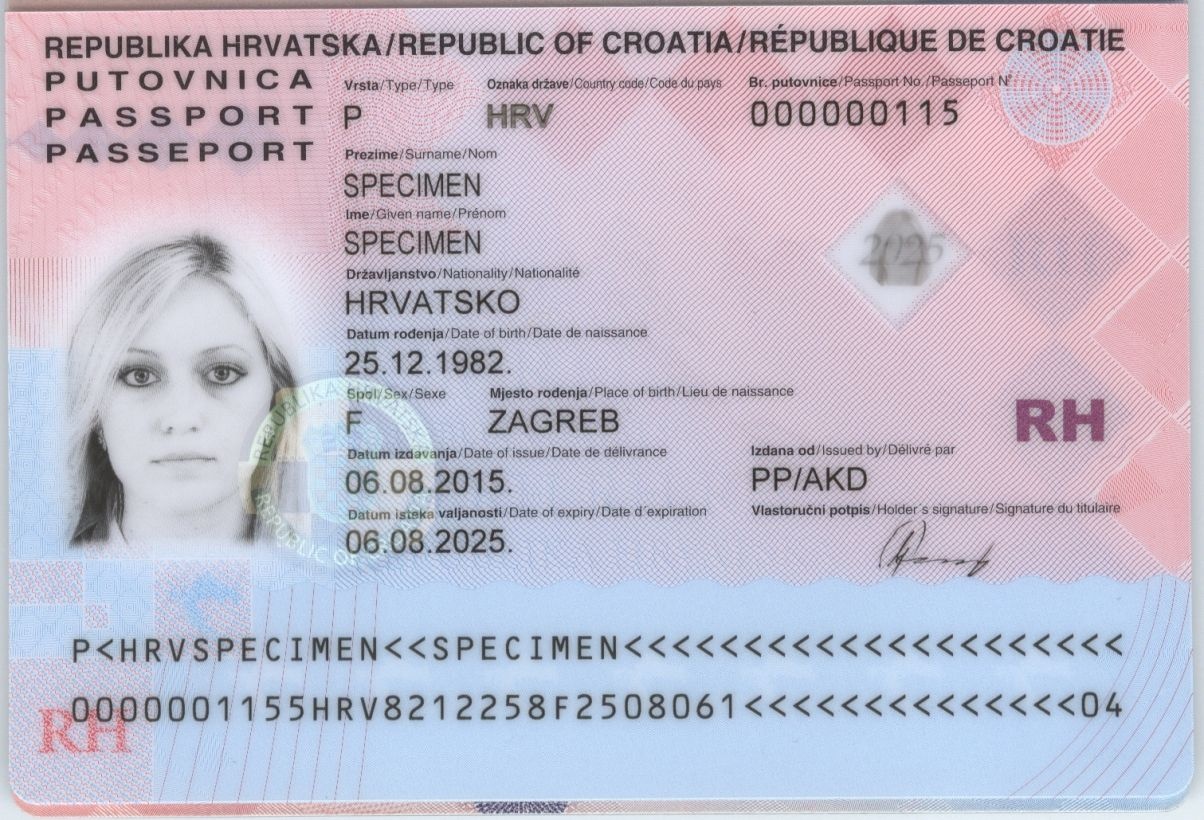 REPUBLIKA HRVATSKA/REPUBLIC OF CROATIA/RÉPUBLIQUE DE CROATIE
PUTOVNICA
PASSPORT
PASSEPORT
Vrsta/Type/Type Oznaka države/Country code/Code du pays Br. putovnice/Passport No./Passeport N°
P HRV 000000115
Prezime/Surname/Nom
SPECIMEN
Ime/Given name/Prénom
SPECIMEN
2025
Državljanstvo/Nationality/Nationalité
HRVATSKO
Datum rođenja/Date of birth/Date de naissance
25.12.1982.
Spol/Sex/Sexe Mjesto rođenja/Place of birth/Lieu de naissance
F ZAGREB
RH
Datum izdavanja/Date of issue/Date de délivrance Izdana od/Issued by/Délivré par
06.08.2015. PP/AKD
Datum isteka valjanosti/Date of expiry/Date d´expiration Vlastoručni potpis/Holder s signature/Signature du titulaire
06.08.2025.
REPUBLIKA HRVATSKA
REPUBLIC OF
P<HRVSPECIMEN<<SPECIMEN<<<<<<<<<<<<<<<<<<<<<
0000001155HRV8212258F2508061<<<<<<<<<<<<<<04
RH